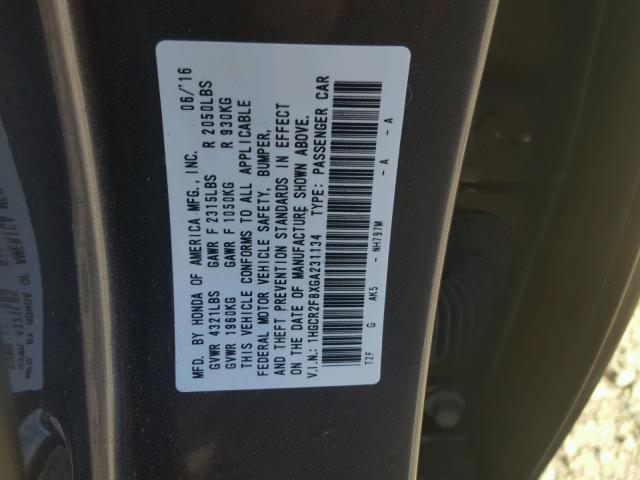 MFD. BY HONDA OF AMERICA MFG., INC. 06/'16
GVWR 4321LBS GAWR F 2315LBS R 2050LBS
GVWR 1960KG GAWR F 1050KG R 930KG
THIS VEHICLE CONFORMS TO ALL APPLICABLE
FEDERAL MOTOR VEHICLE SAFETY, BUMPER,
AND THEFT PREVENTION STANDARDS IN EFFECT
ON THE DATE OF MANUFACTURE SHOWN ABOVE.
V.I.N.: 1HGCR2F8XGA231134 TYPE: PASSENGER CAR
T2F G AK5 - NH797M - A - A